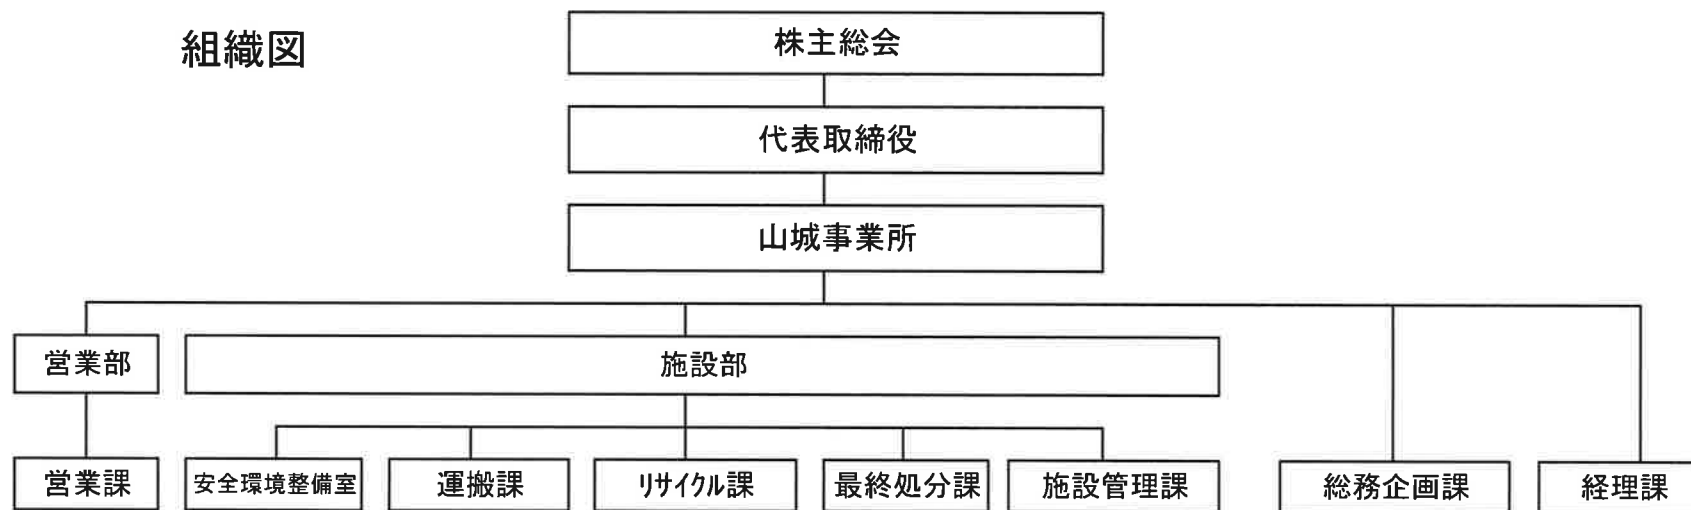 組織図
株主総会
代表取締役
山城事業所
営業部
施設部
営業課
安全環境整備室
運搬課
リサイクル課
最終処分課
施設管理課
総務企画課
経理課